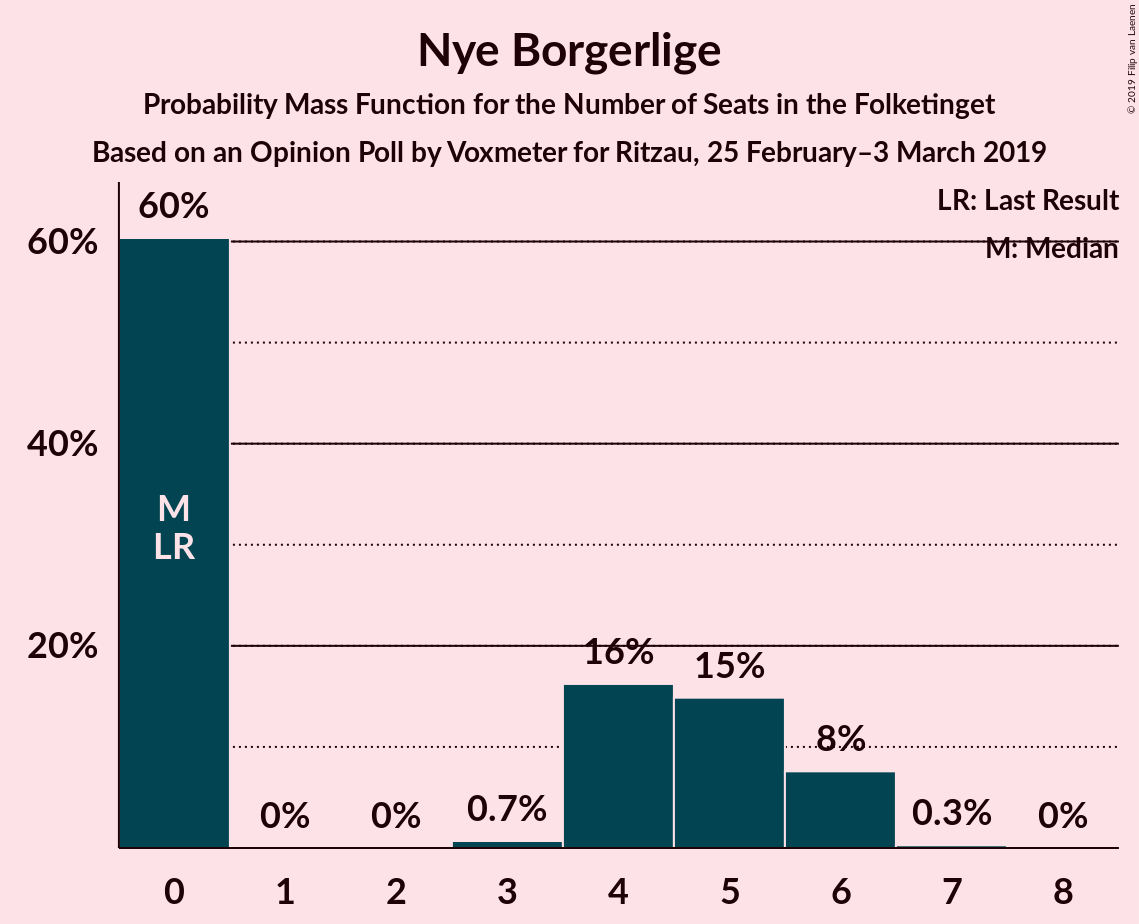 Nye Borgerlige
Probability Mass Function for the Number of Seats in the Folketinget
Based on an Opinion Poll by Voxmeter for Ritzau, 25 February–3 March 2019
© 2019 Filip van Laenen
LR: Last Result
M: Median
60%
40%
20%
60%
M
LR
0%
0%
0.7%
16%
15%
8%
0.3%
0%
0 1 2 3 4 5 6 7 8